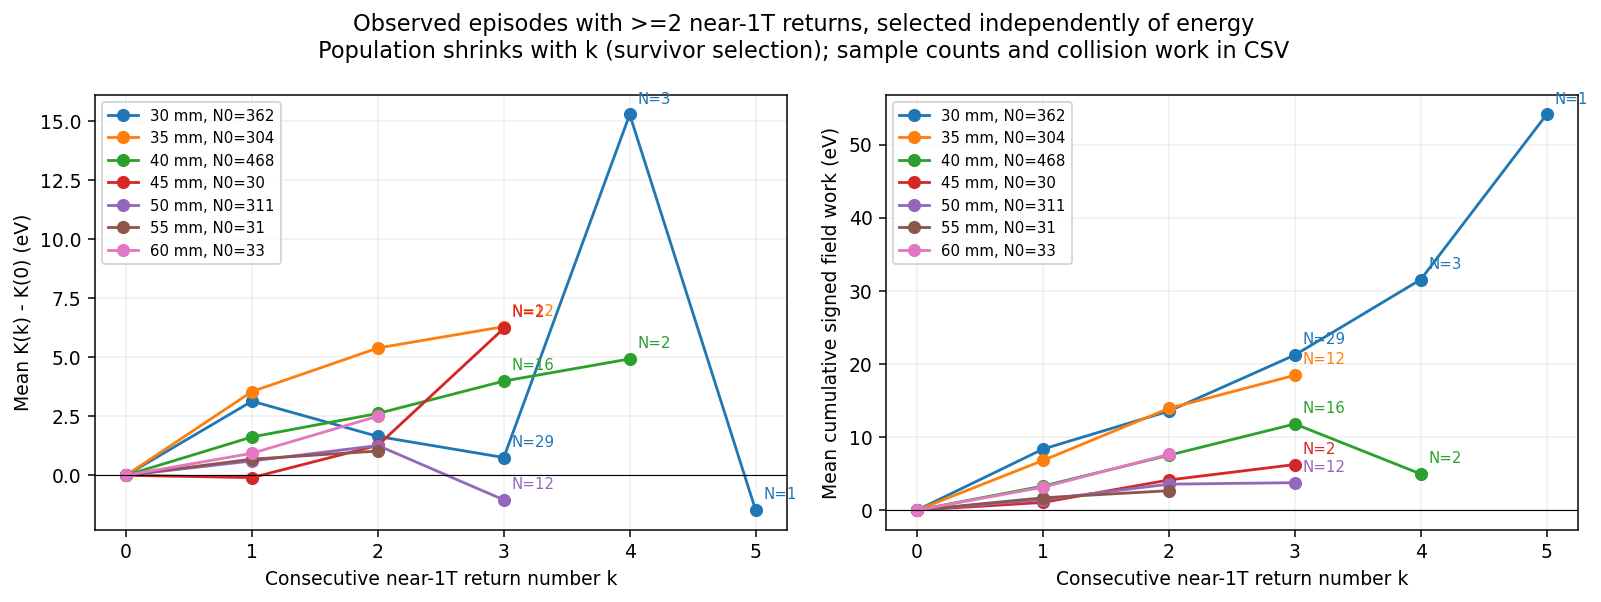 Observed episodes with >=2 near-1T returns, selected independently of energy
Population shrinks with k (survivor selection); sample counts and collision work in CSV
Mean K(k) - K(0) (eV)
15.0
12.5
10.0
7.5
5.0
2.5
0.0
30 mm, N0=362
35 mm, N0=304
40 mm, N0=468
45 mm, N0=30
50 mm, N0=311
55 mm, N0=31
60 mm, N0=33
N=3
N=2
N=12
N=2
N=16
N=29
N=12
N=1
0 1 2 3 4 5
Consecutive near-1T return number k
Mean cumulative signed field work (eV)
50
40
30
20
10
0
30 mm, N0=362
35 mm, N0=304
40 mm, N0=468
45 mm, N0=30
50 mm, N0=311
55 mm, N0=31
60 mm, N0=33
N=1
N=3
N=29
N=12
N=16
N=2
N=2
N=12
0 1 2 3 4 5
Consecutive near-1T return number k